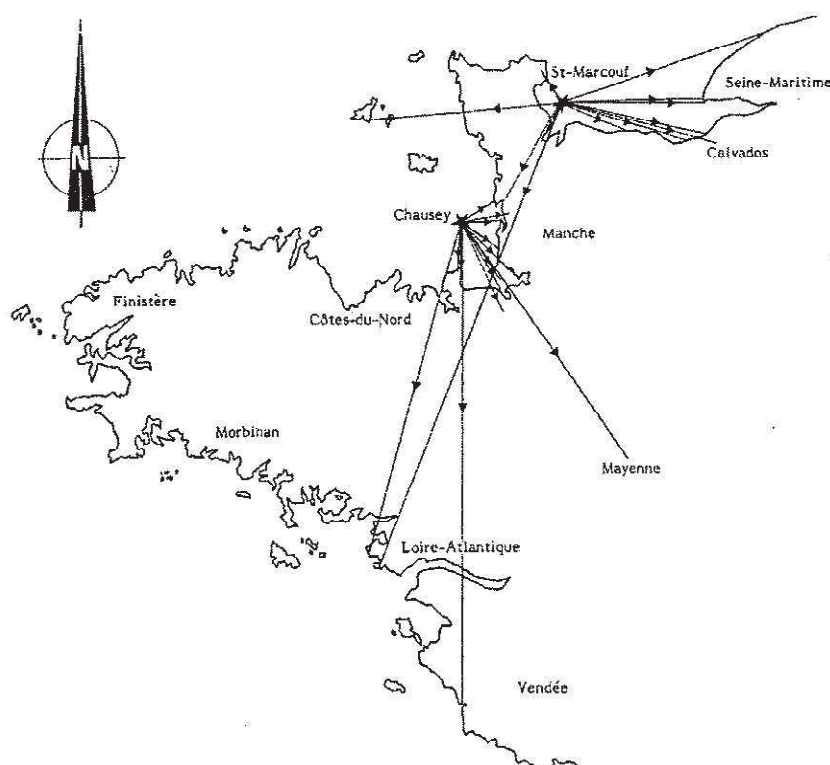 St-Marcouf
Seine-Maritime
Calvados
N
Chausey
Manche
Finistère
Côtes-du-Nord
Morbihan
Mayenne
Loire-Atlantique
Vendée